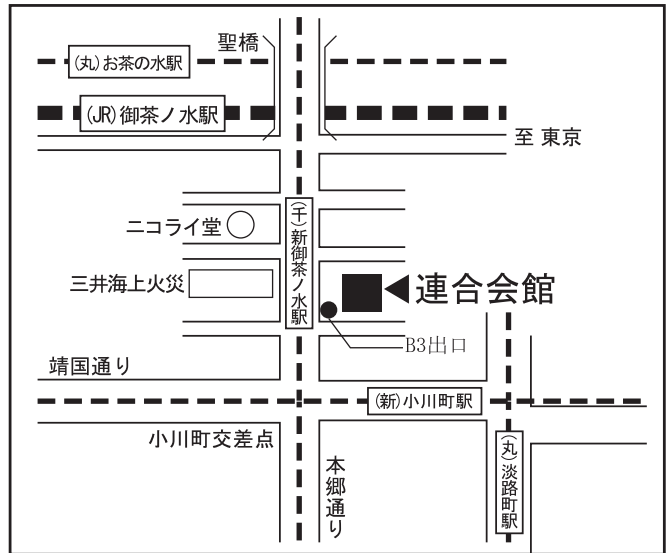 聖橋
(丸)お茶の水駅
(JR)御茶ノ水駅
至 東京
ニコライ堂
(千)新御茶ノ水駅
三井海上火災
連合会館
B3出口
靖国通り
(新)小川町駅
小川町交差点
本郷通り
(丸)淡路町駅